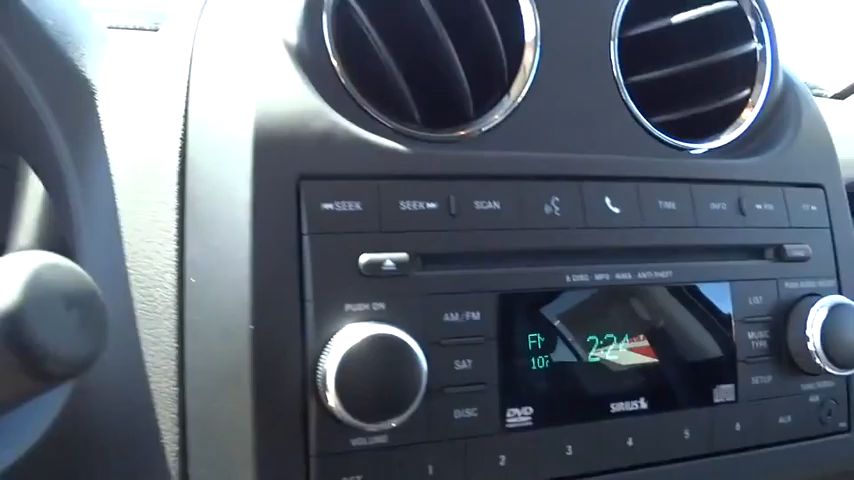 SEEK SEEK SCAN TIME INFO
6 DISC MP3 WMA ANTI-THEFT
PUSH ON AM/FM
SAT
DISC
FM 2:24
107
LIST
MUSIC
TYPE
SETUP
DVD SIRIUS
VOLUME AUX
1 2 3 4 5 6